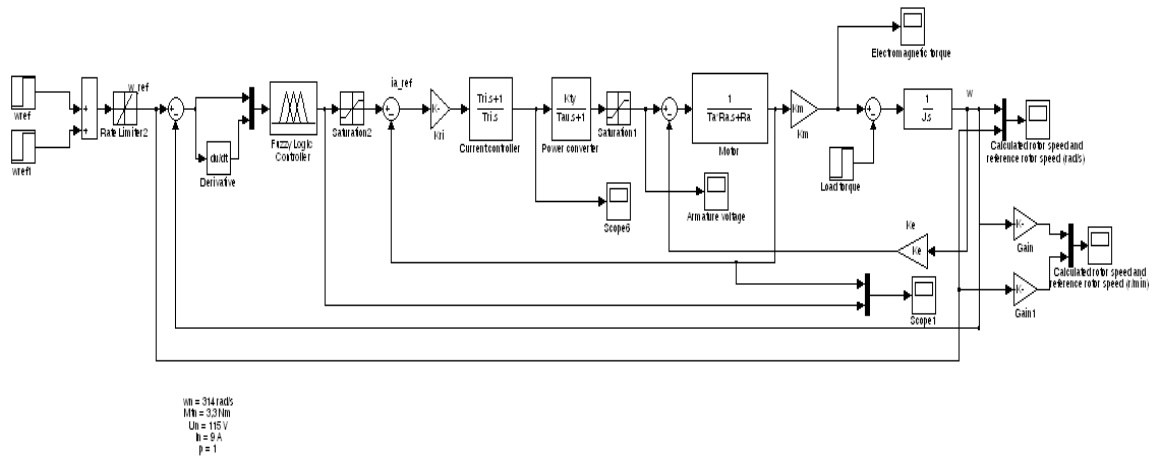 Electromagnetic torque
wref
+
+
wref1
w_ref
Rate Limiter2
du/dt
Derivative
Fuzzy Logic
Controller
Saturation2
ia_ref
K-
Kri
Tri.s+1
Tri.s
Current controller
Kty
Tau.s+1
Power converter
Saturation1
1
Ta*Ra.s+Ra
Motor
Km
Km
Load torque
1
J.s
w
Calculated rotor speed and
reference rotor speed (rad/s)
Scope6
Armature voltage
Ke
Ke
K-
Gain
K-
Gain1
Calculated rotor speed and
reference rotor speed (r/min)
Scope1
wn = 314 rad/s
Mtn = 3,3 Nm
Un = 115 V
In = 9 A
p = 1